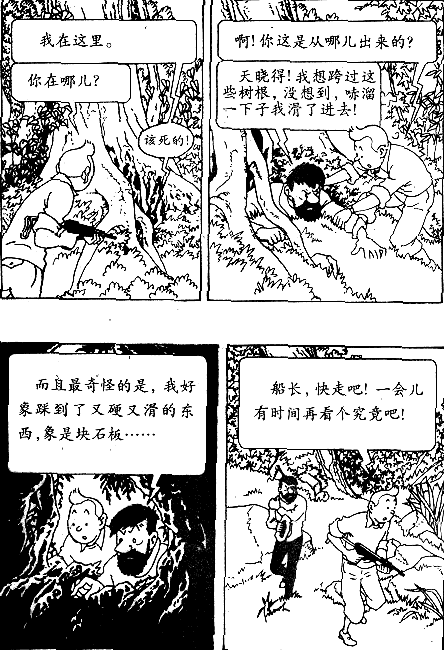 我在这里。
你在哪儿？
该死的！
啊！你这是从哪儿出来的？
天晓得！我想跨过这
些树根，没想到，哧溜
一下子我滑了进去！
而且最奇怪的是，我好
象踩到了又硬又滑的东
西，象是块石板……
船长，快走吧！一会儿
有时间再看个究竟吧！